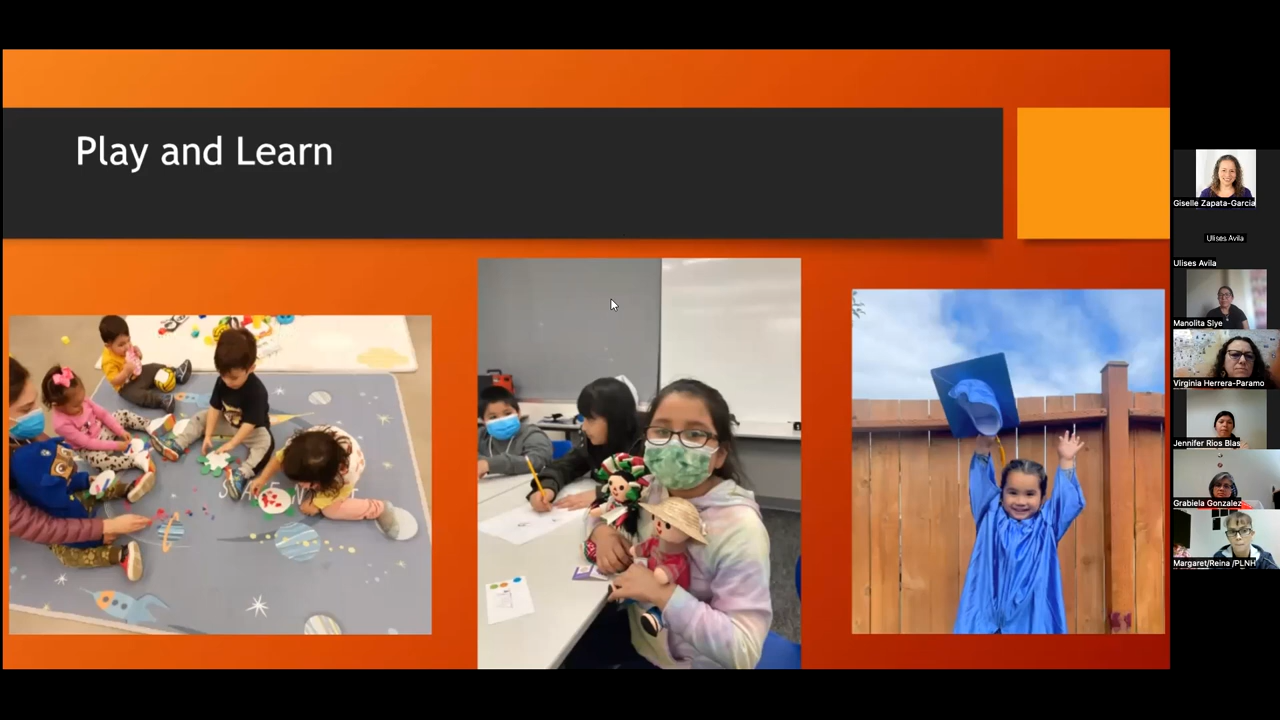 Play and Learn
Giselle Zapata-Garcia
Ulises Avila
Ulises Avila
Manolita Slye
Virginia Herrera-Paramo
Jennifer Rios Blas
Grabiela Gonzalez
Margaret/Reina /PLNH